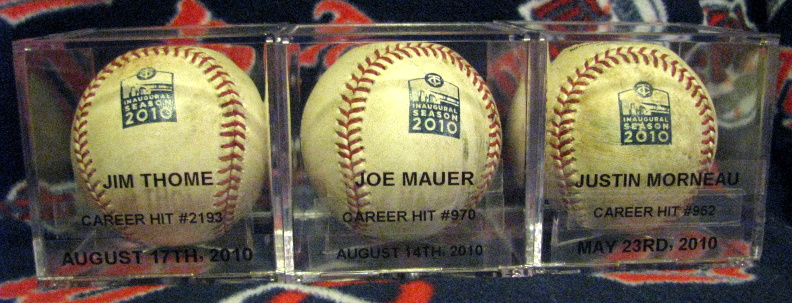 INAUGURAL
SEASON
2010
JIM THOME
CAREER HIT #2193
AUGUST 17TH, 2010
INAUGURAL
SEASON
2010
JOE MAUER
CAREER HIT #970
AUGUST 14TH, 2010
INAUGURAL
SEASON
2010
JUSTIN MORNEAU
CAREER HIT #962
MAY 23RD, 2010